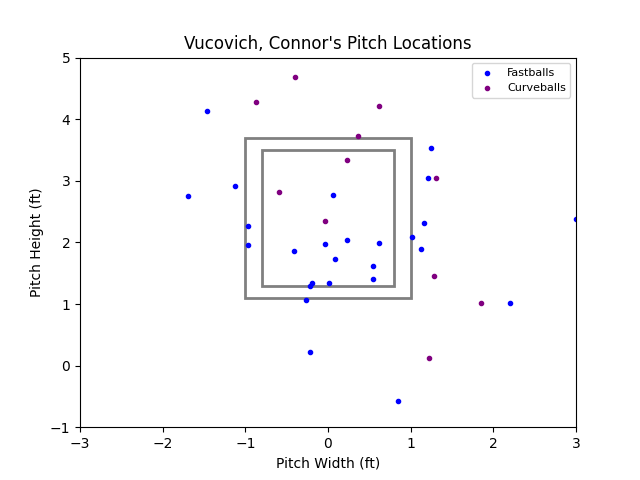 Vucovich, Connor's Pitch Locations
Fastballs
Curveballs
5
4
3
2
1
0
−1
Pitch Height (ft)
−3 −2 −1 0 1 2 3
Pitch Width (ft)